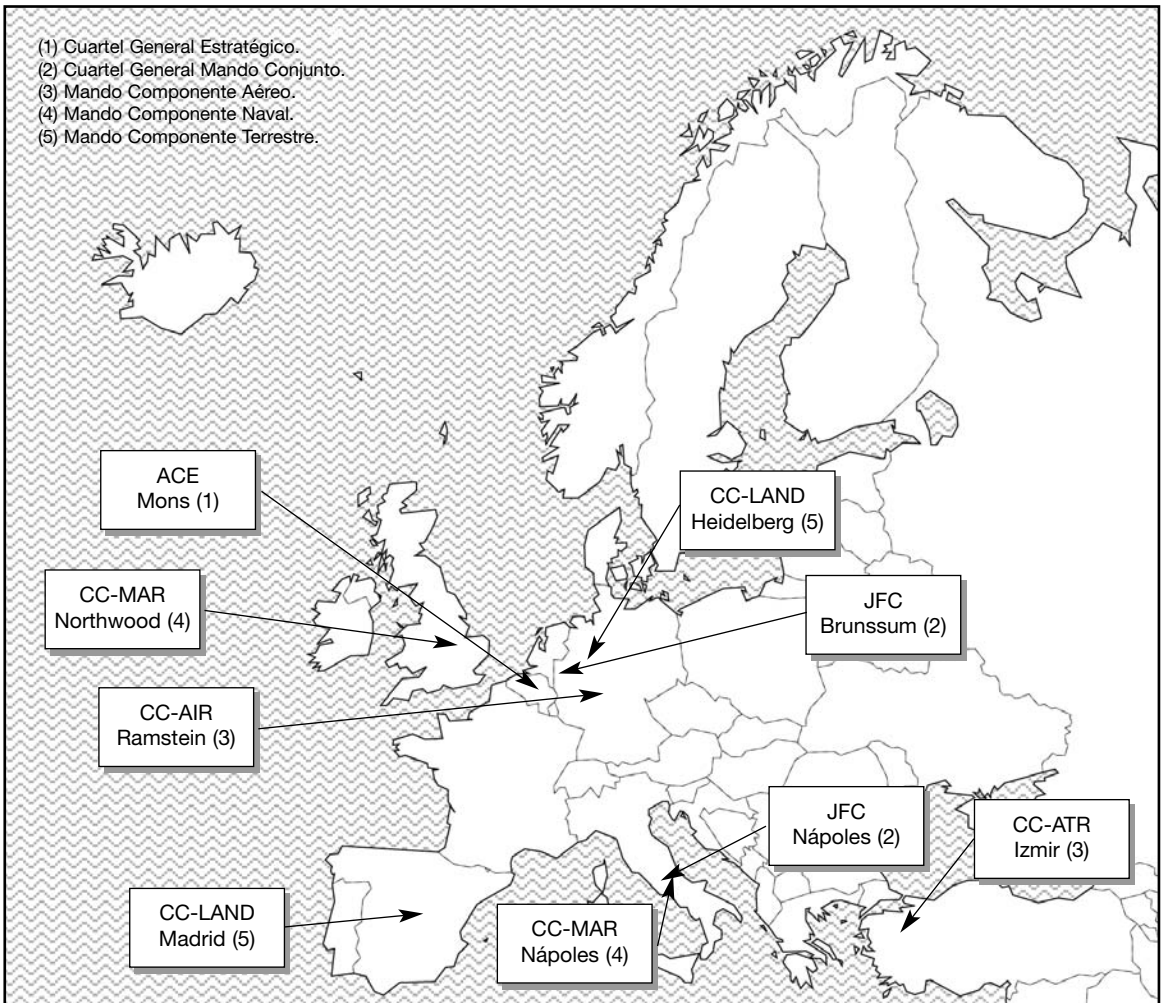 (1) Cuartel General Estratégico.
(2) Cuartel General Mando Conjunto.
(3) Mando Componente Aéreo.
(4) Mando Componente Naval.
(5) Mando Componente Terrestre.
ACE
Mons (1)
CC-LAND
Heidelberg (5)
CC-MAR
Northwood (4)
JFC
Brunssum (2)
CC-AIR
Ramstein (3)
JFC
Nápoles (2)
CC-ATR
Izmir (3)
CC-LAND
Madrid (5)
CC-MAR
Nápoles (4)